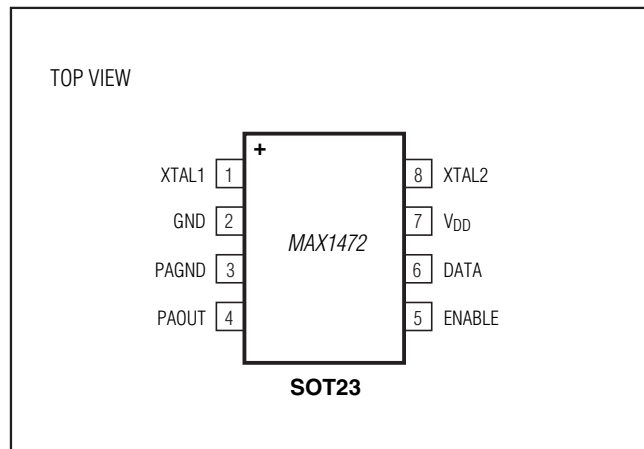 TOP VIEW
+
XTAL1 1
8 XTAL2
GND 2
7 VDD
MAX1472
PAGND 3
6 DATA
PAOUT 4
5 ENABLE
SOT23